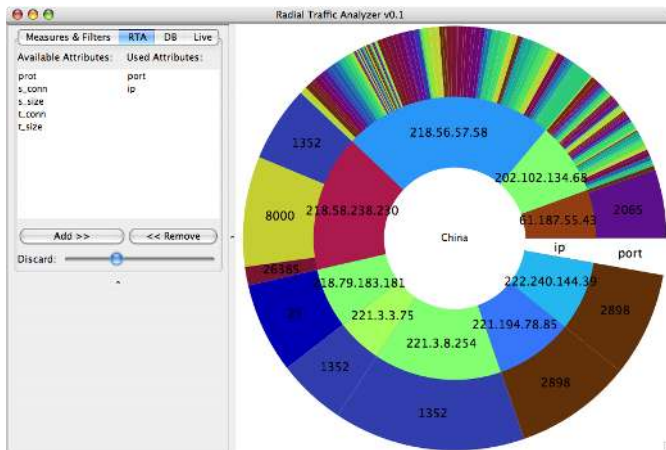 Radial Traffic Analyzer v0.1
Measures & Filters RTA DB Live
Available Attributes: Used Attributes:
prot port
s_conn ip
s_size
t_conn
t_size
Add >> << Remove
Discard:
218.56.57.58
1352
202.102.134.68
218.58.238.230
61.187.55.43
2065
8000
China
ip
port
26385
218.79.183.181
222.240.144.39
221.3.3.75
221.194.78.85
2898
221.3.8.254
1352
2898
1352